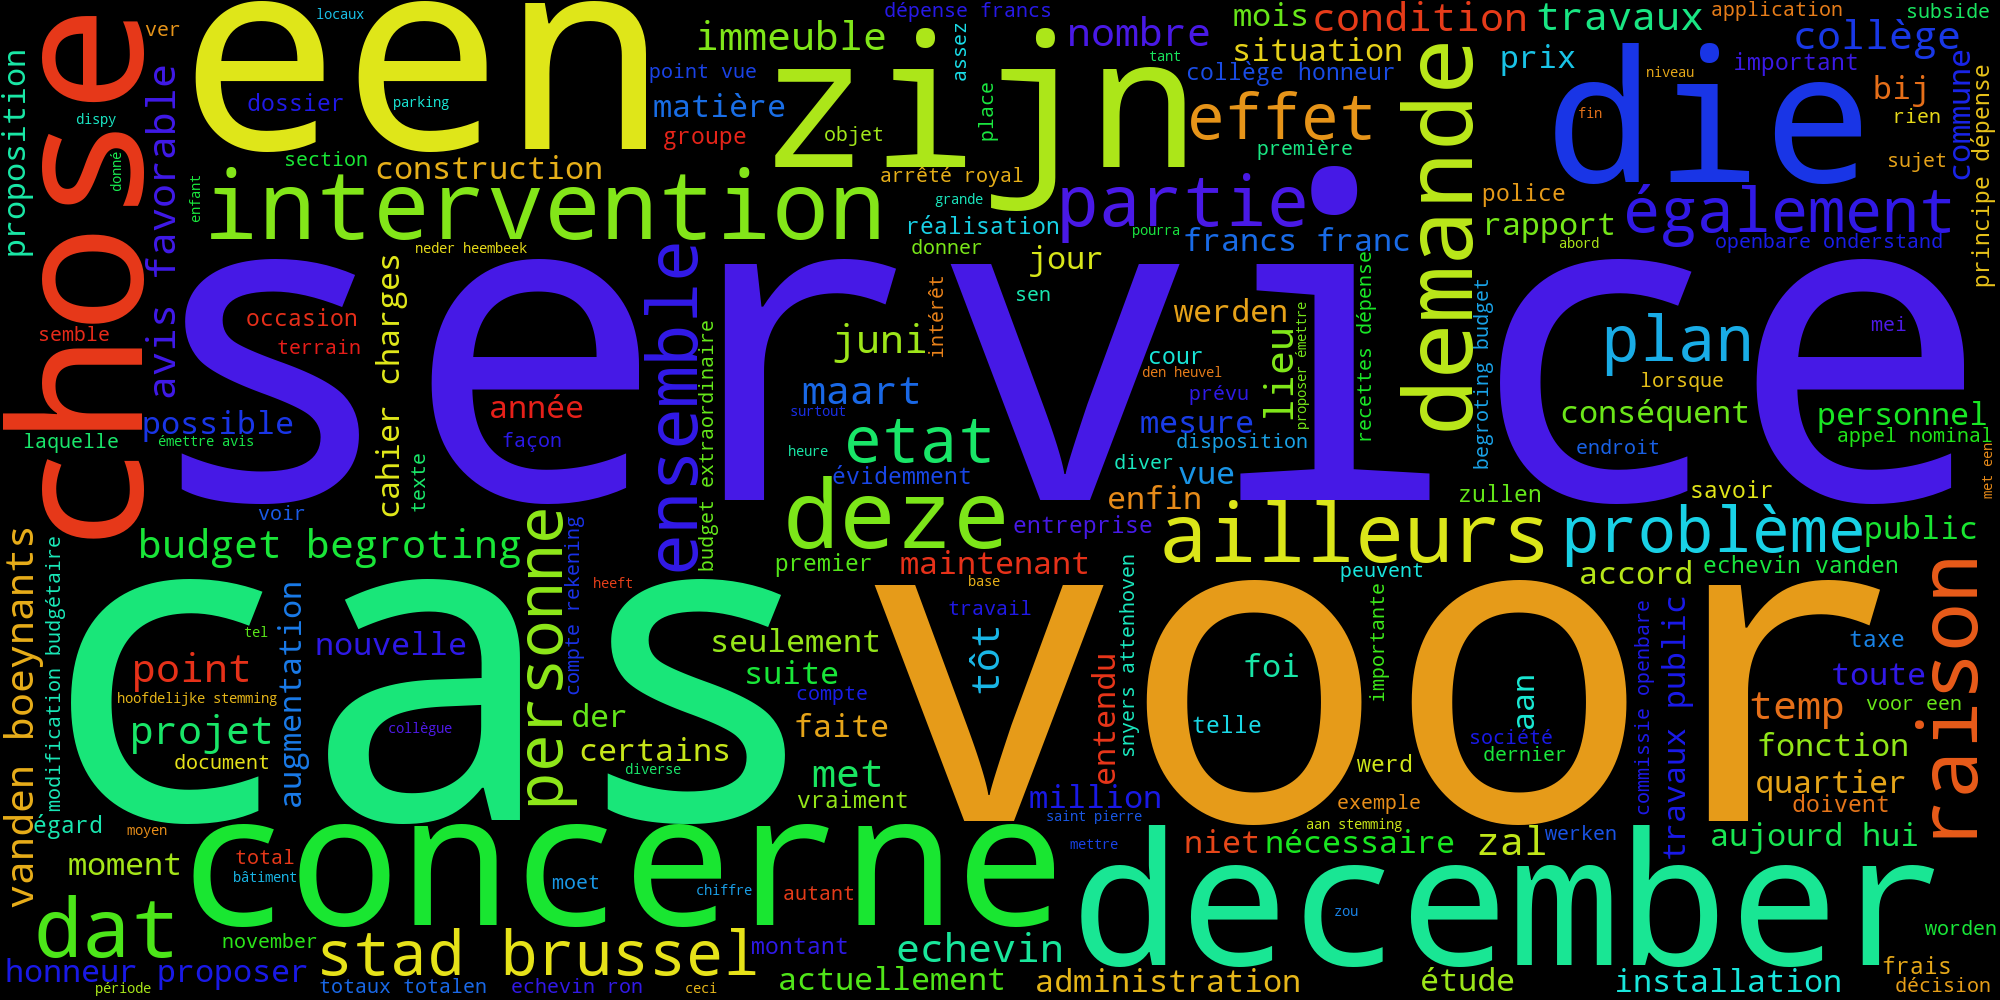 locaux
dépense francs
mois
condition
travaux
application
subside
ver
chose
een
immeuble
assez
nombre
situation
collège
proposition
avis favorable
point vue
zijn
tant
collège honneur
prix
niveau
die
important
commune
dossier
parking
matière
effet
demande
bij
dispy
groupe
objet
place
fin
rien
principe dépense
section
construction
première
sujet
donné
enfant
intervention
arrêté royal
grande
partie
police
également
réalisation
pourra
rapport
neder heembeek
donner
jour
francs franc
abord
openbare onderstand
service
cahier charges
ensemble
intérêt
sen
werden
lieu
proposer émettre
recettes dépense
begroting budget
plan
mei
occasion
semble
terrain
budget extraordinaire
juni
cour
den heuvel
lorsque
année
maart
prévu
possible
surtout
mesure
conséquent
personnel
laquelle
émettre avis
façon
etat
disposition
endroit
appel nominal
texte
heure
évidemment
diver
vue
met een
voir
deze
enfin
zullen
savoir
budget begroting
personne
entreprise
ailleurs
problème
public
vanden boeynants
modification budgétaire
compte rekening
premier
maintenant
peuvent
accord
echevin vanden
raison
cas
augmentation
heeft
base
voor
snyers attenhoven
importante
commissie openbare
travaux public
tel
nouvelle
travail
tôt
taxe
point
seulement
foi
toute
hoofdelijke stemming
suite
compte
entendu
aan
temp
voor een
projet
collègue
der
faite
telle
société
fonction
document
certains
dernier
diverse
met
werd
quartier
vraiment
million
exemple
doivent
égard
moyen
saint pierre
aan stemming
moment
concerne
mettre
niet
nécessaire
zal
werken
aujourd hui
total
bâtiment
moet
chiffre
autant
december
dat
zou
november
stad brussel
montant
echevin
worden
honneur proposer
période
totaux totalen
echevin ron
ceci
actuellement
administration
étude
installation
frais
décision